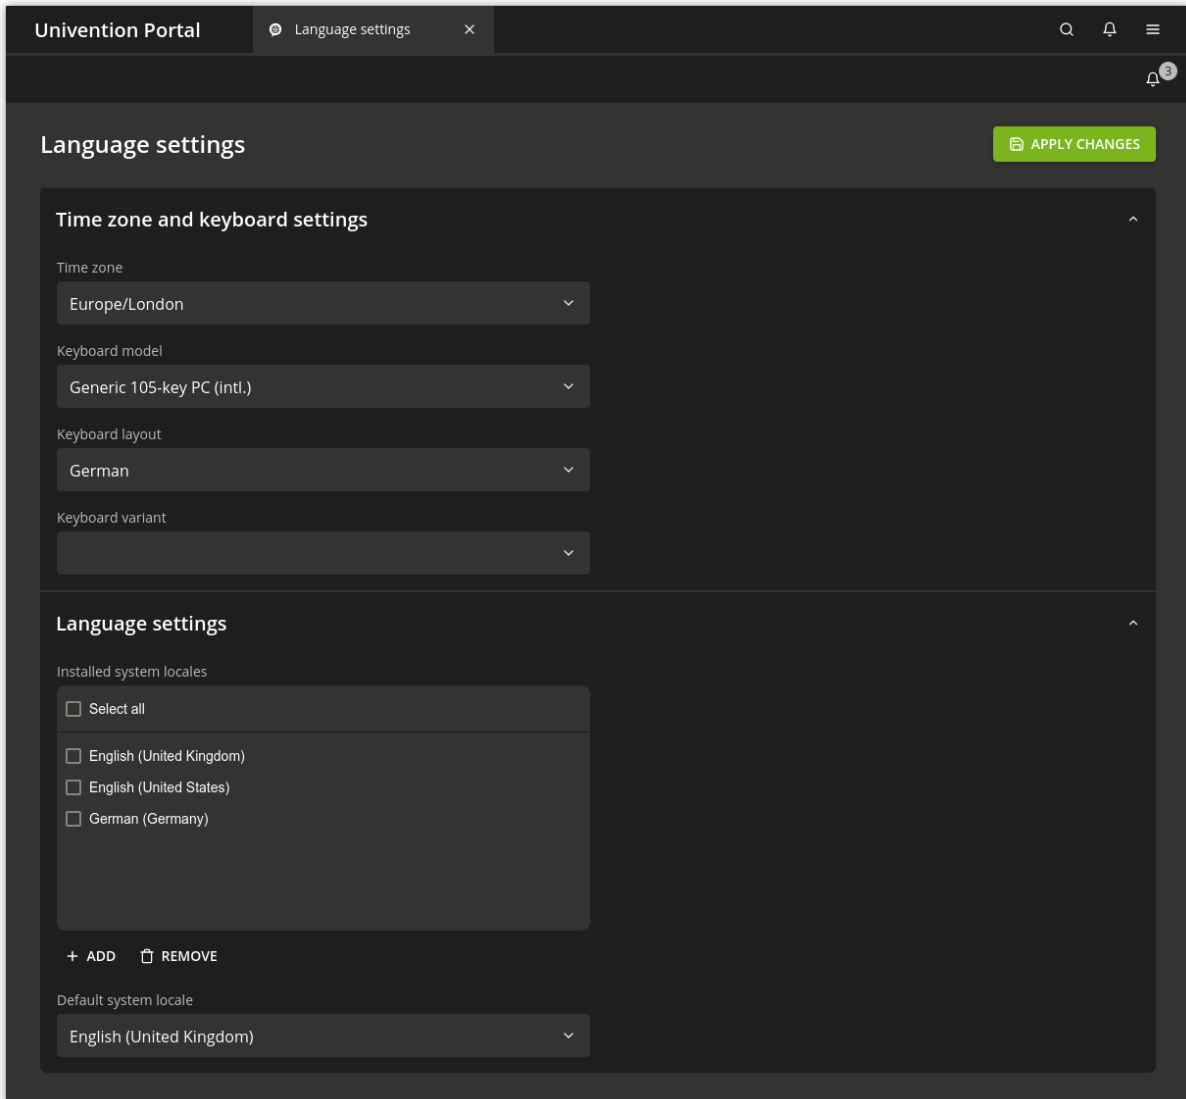 Univention Portal
Language settings
3
Language settings
APPLY CHANGES
Time zone and keyboard settings
Time zone
Europe/London
Keyboard model
Generic 105-key PC (intl.)
Keyboard layout
German
Keyboard variant
Language settings
Installed system locales
Select all
English (United Kingdom)
English (United States)
German (Germany)
ADD
REMOVE
Default system locale
English (United Kingdom)